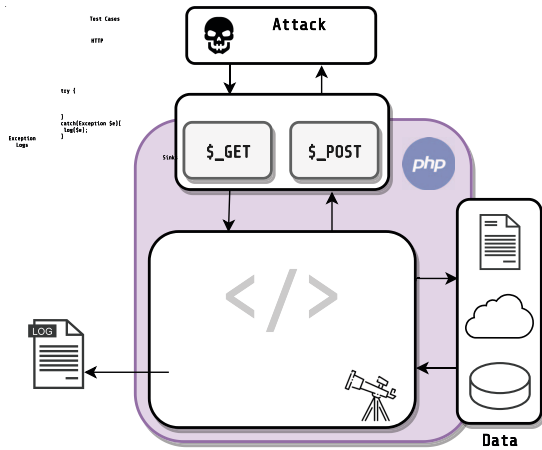 Test Cases
Attack
HTTP
try {
}
catch(Exception $e){
log($e);
}
Exception
Logs
Sink
$_GET
$_POST
php
</>
LOG
Data